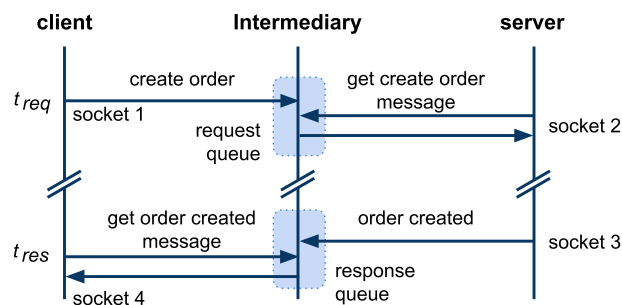 client
Intermediary
server
create order
get create order
message
t req
socket 1
socket 2
request
queue
get order created
message
order created
t res
socket 3
response
queue
socket 4